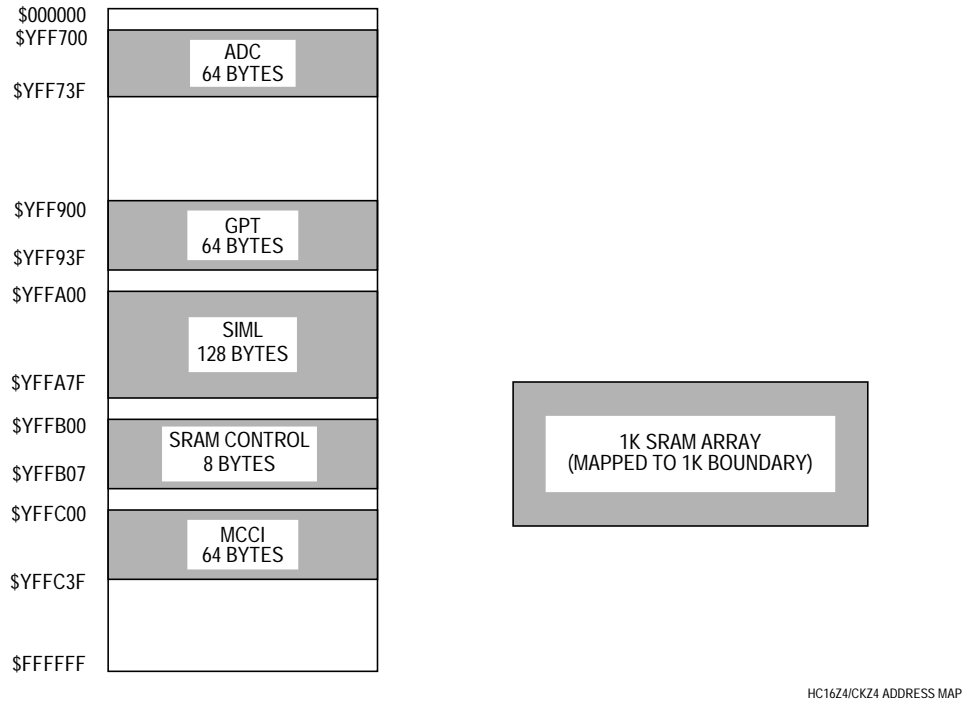 $000000
$YFF700
ADC
64 BYTES
$YFF73F
$YFF900
GPT
64 BYTES
$YFF93F
$YFFA00
SIML
128 BYTES
$YFFA7F
$YFFB00
SRAM CONTROL
8 BYTES
$YFFB07
$YFFC00
MCCI
64 BYTES
$YFFC3F
$FFFFFF
1K SRAM ARRAY
(MAPPED TO 1K BOUNDARY)
HC16Z4/CKZ4 ADDRESS MAP